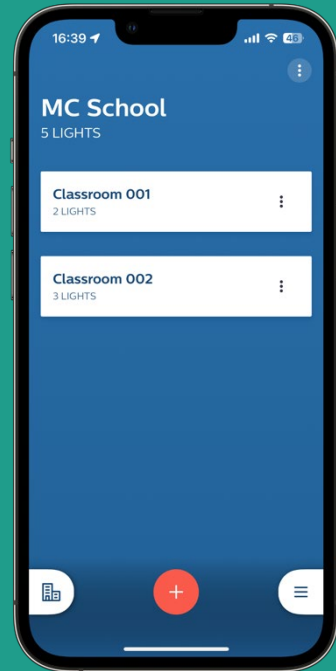 16:39
46
MC School
5 LIGHTS
Classroom 001
2 LIGHTS
Classroom 002
3 LIGHTS